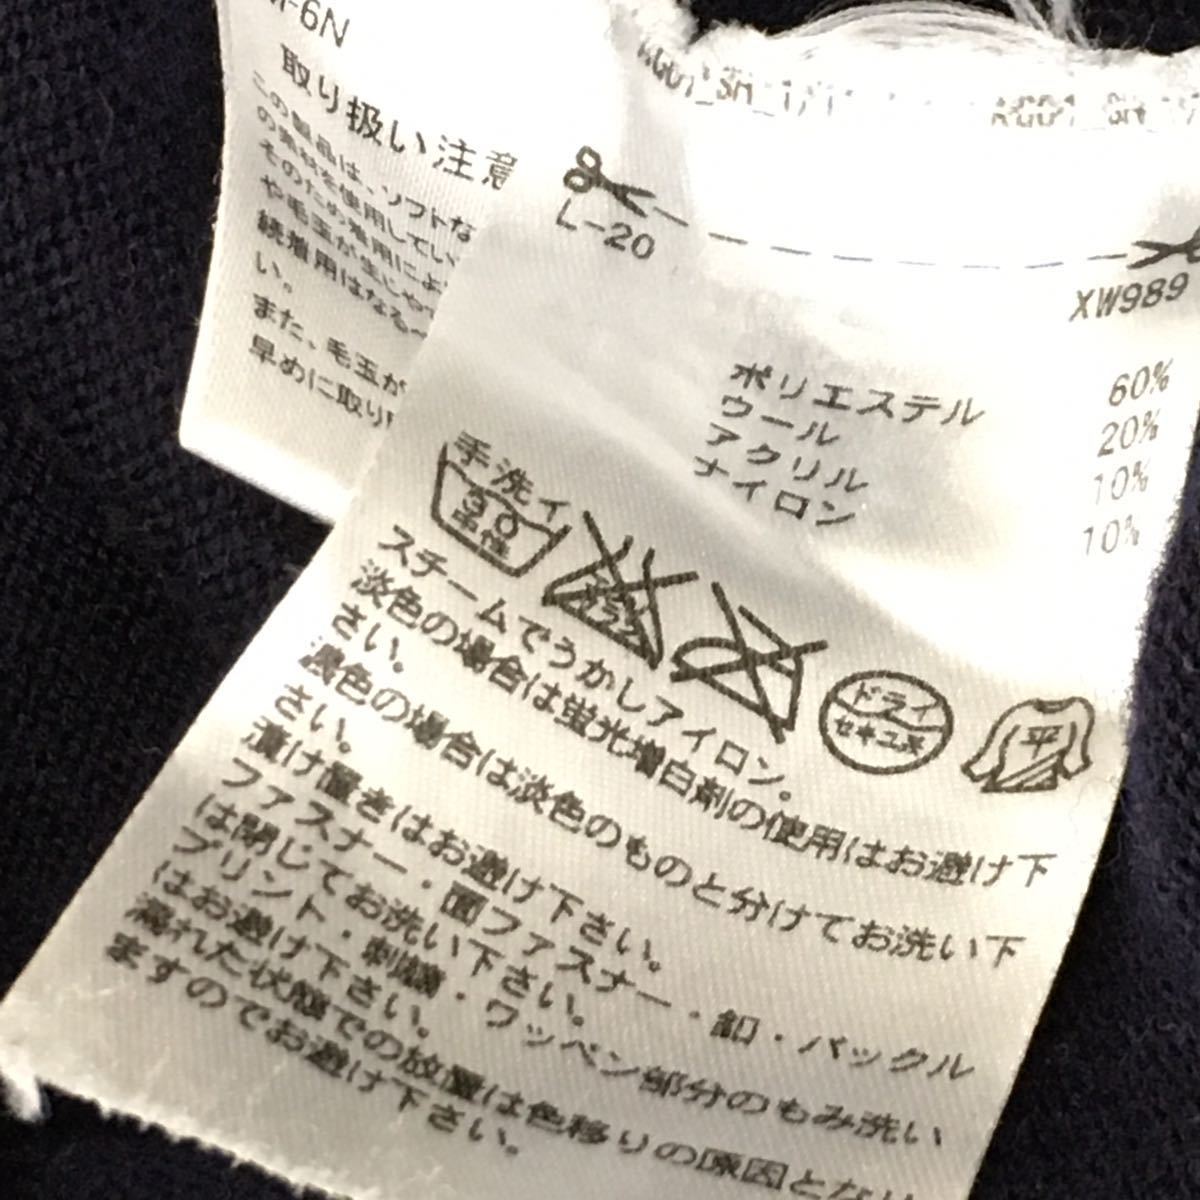 -6N
取り扱い注意
この製品は、ソフトな
の素材を使用してい
そのため着用によ
や毛玉が生じや
続着用はなる
い。
また、毛玉が
早めに取り
L-20
XW989
ポリエステル 60%
ウール 20%
アクリル 10%
ナイロン 10%
手洗イ
30
中性
エンソ
サラシ
ドライ
セキユ系
平
スチームでうかしアイロン。
淡色の場合は蛍光増白剤の使用はお避け下
さい。
濃色の場合は淡色のものと分けてお洗い下
さい。
漬け置きはお避け下さい。
ファスナー・面ファスナー・釦・バックル
は閉じてお洗い下さい。
プリント・刺繍・ワッペン部分のもみ洗い
はお避け下さい。
濡れた状態での放置は色移りの原因となり
ますのでお避け下さい。